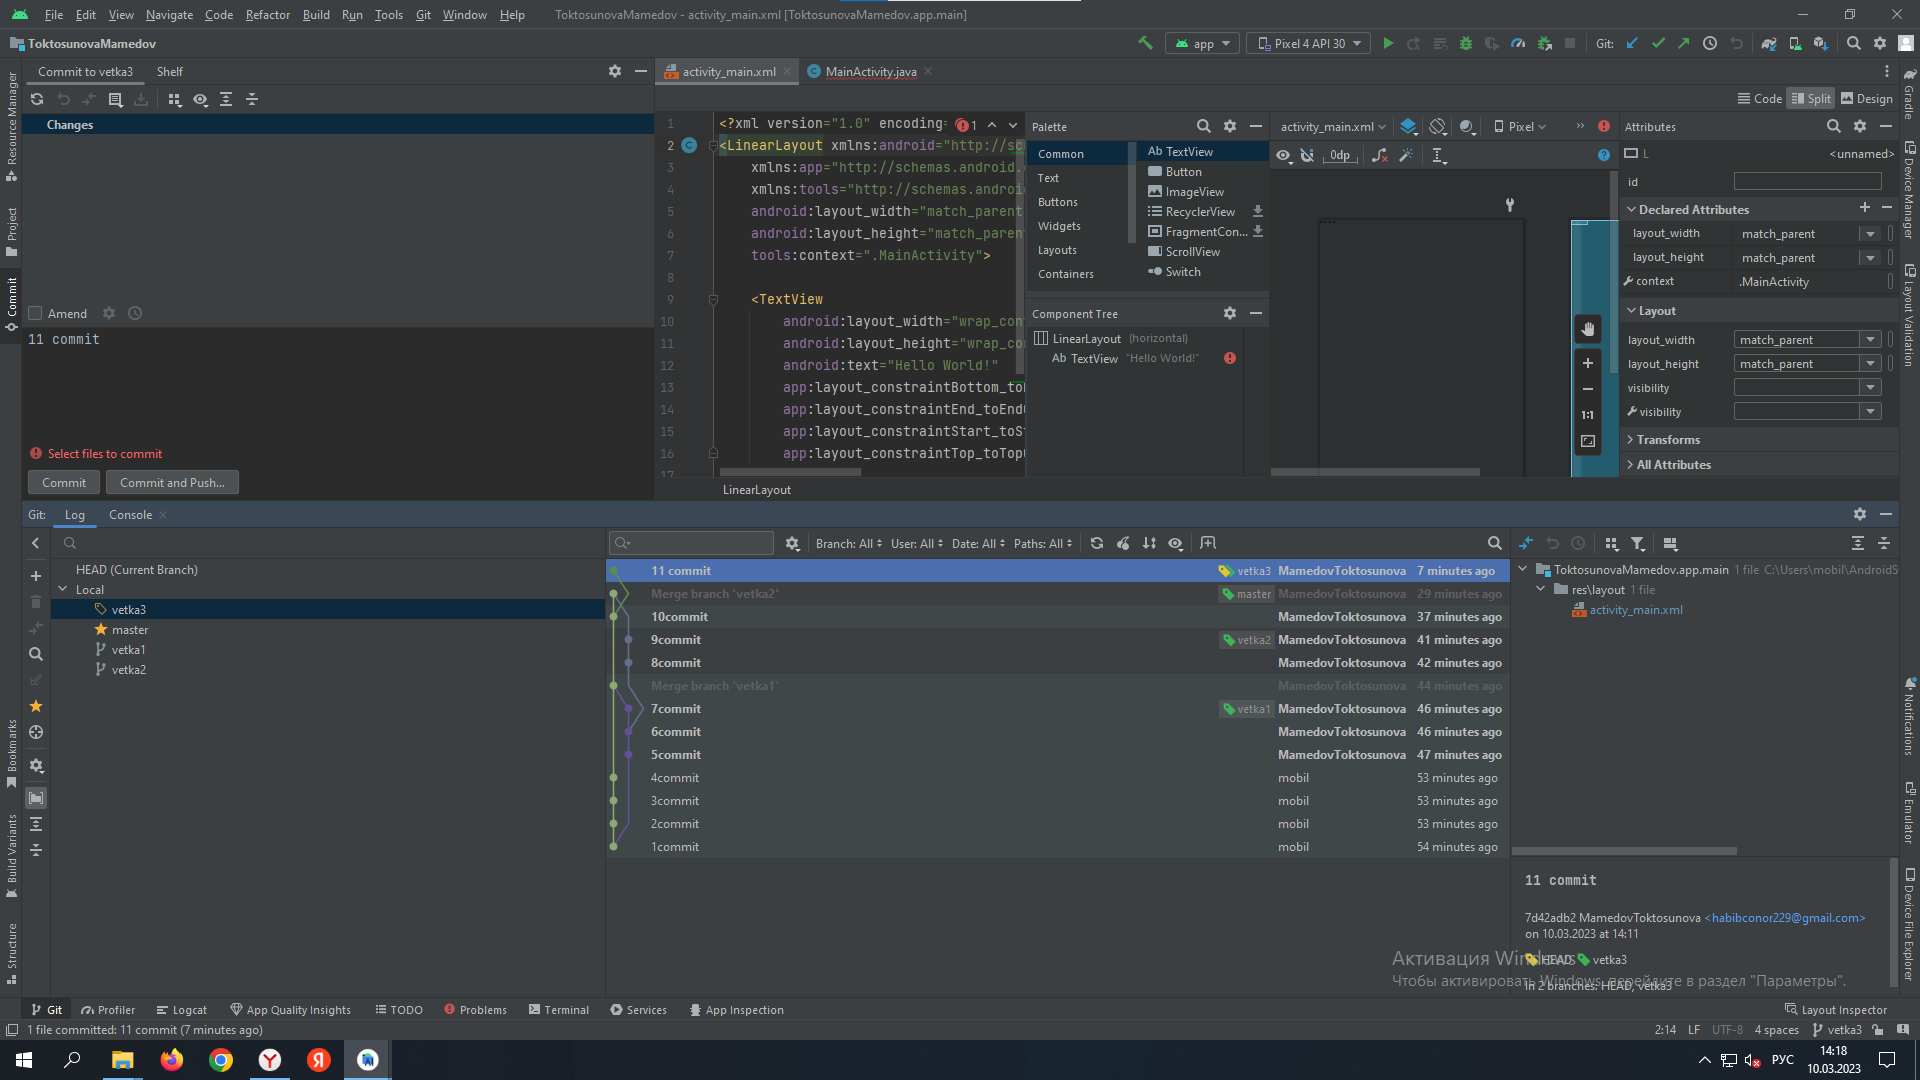 File Edit View Navigate Code Refactor Build Run Tools Git Window Help ToktosunovaMamedov - activity_main.xml [ToktosunovaMamedov.app.main]
ToktosunovaMamedov app Pixel 4 API 30 Git:
Commit to vetka3 Shelf
activity_main.xml MainActivity.java
Code Split Design
Changes
Amend
11 commit
Select files to commit
Commit Commit and Push...
1 <?xml version="1.0" encoding= 1
2 <LinearLayout xmlns:android="http://sc
3 xmlns:app="http://schemas.android.
4 xmlns:tools="http://schemas.androi
5 android:layout_width="match_parent
6 android:layout_height="match_paren
7 tools:context=".MainActivity">
8
9 <TextView
10 android:layout_width="wrap_con
11 android:layout_height="wrap_co
12 android:text="Hello World!"
13 app:layout_constraintBottom_to
14 app:layout_constraintEnd_toEnd
15 app:layout_constraintStart_toS
16 app:layout_constraintTop_toTop
17
LinearLayout
Palette
Common
Text
Buttons
Widgets
Layouts
Containers
Ab TextView
Button
ImageView
RecyclerView
FragmentCon...
ScrollView
Switch
Component Tree
LinearLayout (horizontal)
Ab TextView "Hello World!"
activity_main.xml Pixel
0dp
1:1
Attributes
L <unnamed>
id
Declared Attributes
layout_width match_parent
layout_height match_parent
context .MainActivity
Layout
layout_width match_parent
layout_height match_parent
visibility
visibility
Transforms
All Attributes
Resource Manager
Project
Commit
Bookmarks
Build Variants
Structure
Gradle
Device Manager
Layout Validation
Notifications
Emulator
Device File Explorer
Git: Log Console
Branch: All User: All Date: All Paths: All
HEAD (Current Branch)
Local
vetka3
master
vetka1
vetka2
11 commit vetka3 MamedovToktosunova 7 minutes ago
Merge branch 'vetka2' master MamedovToktosunova 29 minutes ago
10commit MamedovToktosunova 37 minutes ago
9commit vetka2 MamedovToktosunova 41 minutes ago
8commit MamedovToktosunova 42 minutes ago
Merge branch 'vetka1' MamedovToktosunova 44 minutes ago
7commit vetka1 MamedovToktosunova 46 minutes ago
6commit MamedovToktosunova 46 minutes ago
5commit MamedovToktosunova 47 minutes ago
4commit mobil 53 minutes ago
3commit mobil 53 minutes ago
2commit mobil 53 minutes ago
1commit mobil 54 minutes ago
ToktosunovaMamedov.app.main 1 file C:\Users\mobil\AndroidS
res\layout 1 file
activity_main.xml
11 commit
7d42adb2 MamedovToktosunova <habibconor229@gmail.com>
on 10.03.2023 at 14:11
HEAD vetka3
In 2 branches: HEAD, vetka3
Активация Windows
Чтобы активировать Windows, перейдите в раздел "Параметры".
Git Profiler Logcat App Quality Insights TODO Problems Terminal Services App Inspection Layout Inspector
1 file committed: 11 commit (7 minutes ago) 2:14 LF UTF-8 4 spaces vetka3
РУС 14:18
10.03.2023